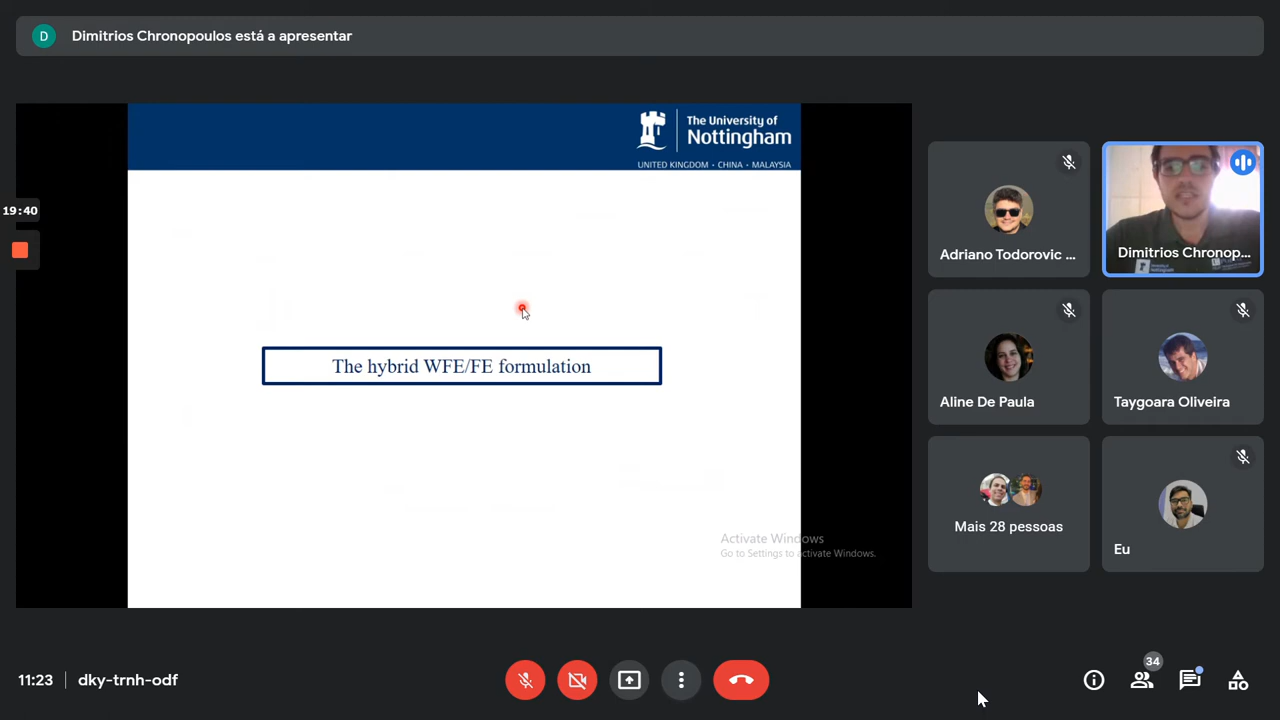 D
Dimitrios Chronopoulos está a apresentar
The University of
Nottingham
UNITED KINGDOM · CHINA · MALAYSIA
19:40
The hybrid WFE/FE formulation
Activate Windows
Go to Settings to activate Windows.
Adriano Todorovic ...
Dimitrios Chronop...
Aline De Paula
Taygoara Oliveira
Mais 28 pessoas
Eu
11:23 | dky-trnh-odf
34